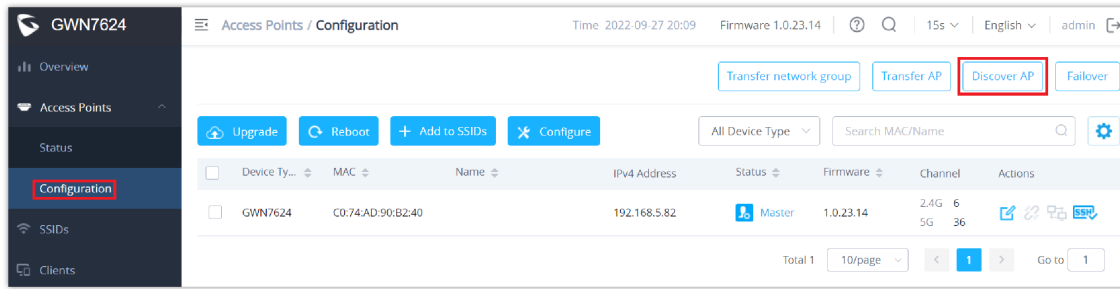 GWN7624
Access Points / Configuration
Time 2022-09-27 20:09
Firmware 1.0.23.14
15s
English
admin
Overview
Access Points
Status
Configuration
SSIDs
Clients
Transfer network group
Transfer AP
Discover AP
Failover
Upgrade
Reboot
Add to SSIDs
Configure
All Device Type
Search MAC/Name
Device Ty... MAC Name IPv4 Address Status Firmware Channel Actions
GWN7624 C0:74:AD:90:B2:40 192.168.5.82 Master 1.0.23.14 2.4G 6
5G 36
SSH
Total 1 10/page < 1 > Go to 1